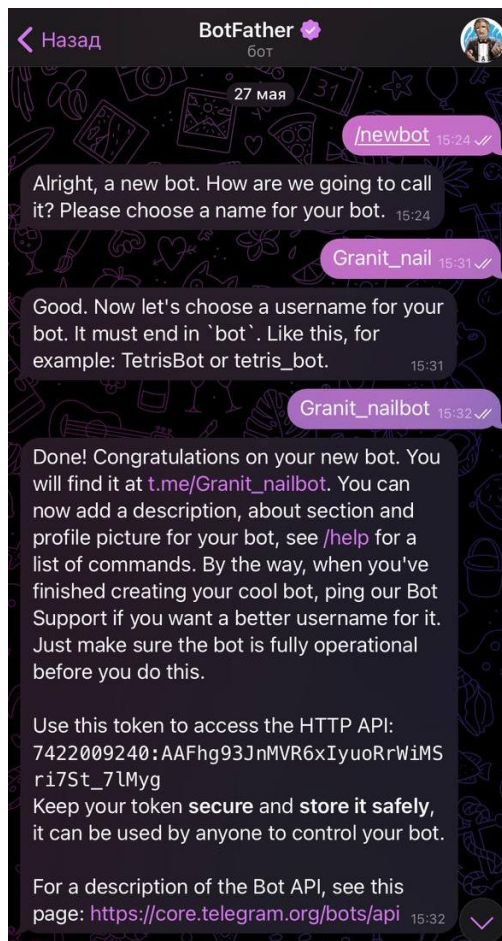 Назад
BotFather
бот
27 мая
/newbot 15:24
Alright, a new bot. How are we going to call
it? Please choose a name for your bot. 15:24
Granit_nail 15:31
Good. Now let's choose a username for your
bot. It must end in `bot`. Like this, for
example: TetrisBot or tetris_bot. 15:31
Granit_nailbot 15:32
Done! Congratulations on your new bot. You
will find it at t.me/Granit_nailbot. You can
now add a description, about section and
profile picture for your bot, see /help for a
list of commands. By the way, when you've
finished creating your cool bot, ping our Bot
Support if you want a better username for it.
Just make sure the bot is fully operational
before you do this.
Use this token to access the HTTP API:
7422009240:AAFhg93JnMVR6xIyuoRrWiMS
ri7St_7lMyg
Keep your token secure and store it safely,
it can be used by anyone to control your bot.
For a description of the Bot API, see this
page: https://core.telegram.org/bots/api 15:32